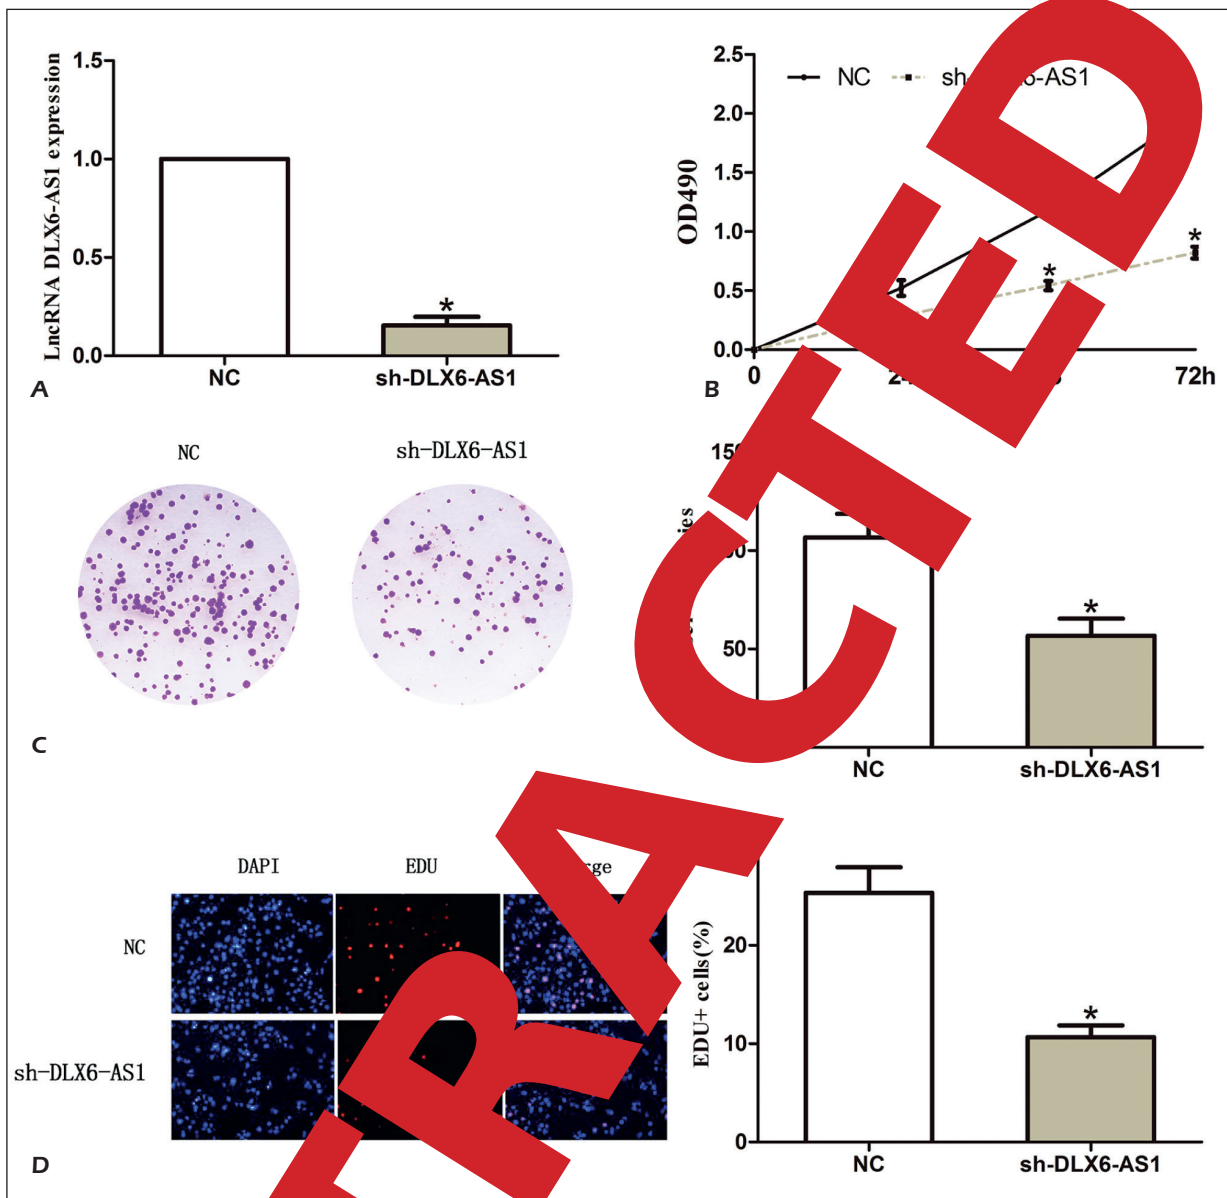 LncRNA DLX6-AS1 expression
1.5
1.0
0.5
0.0
NC
sh-DLX6-AS1
*
A
OD490
2.5
2.0
1.5
1.0
0.5
0.0
NC
*
*
0
72h
B
NC
sh-DLX6-AS1
C
50
*
NC
sh-DLX6-AS1
DAPI
EDU
NC
sh-DLX6-AS1
D
EDU+ cells(%)
20
10
0
*
NC
sh-DLX6-AS1
TRACTED